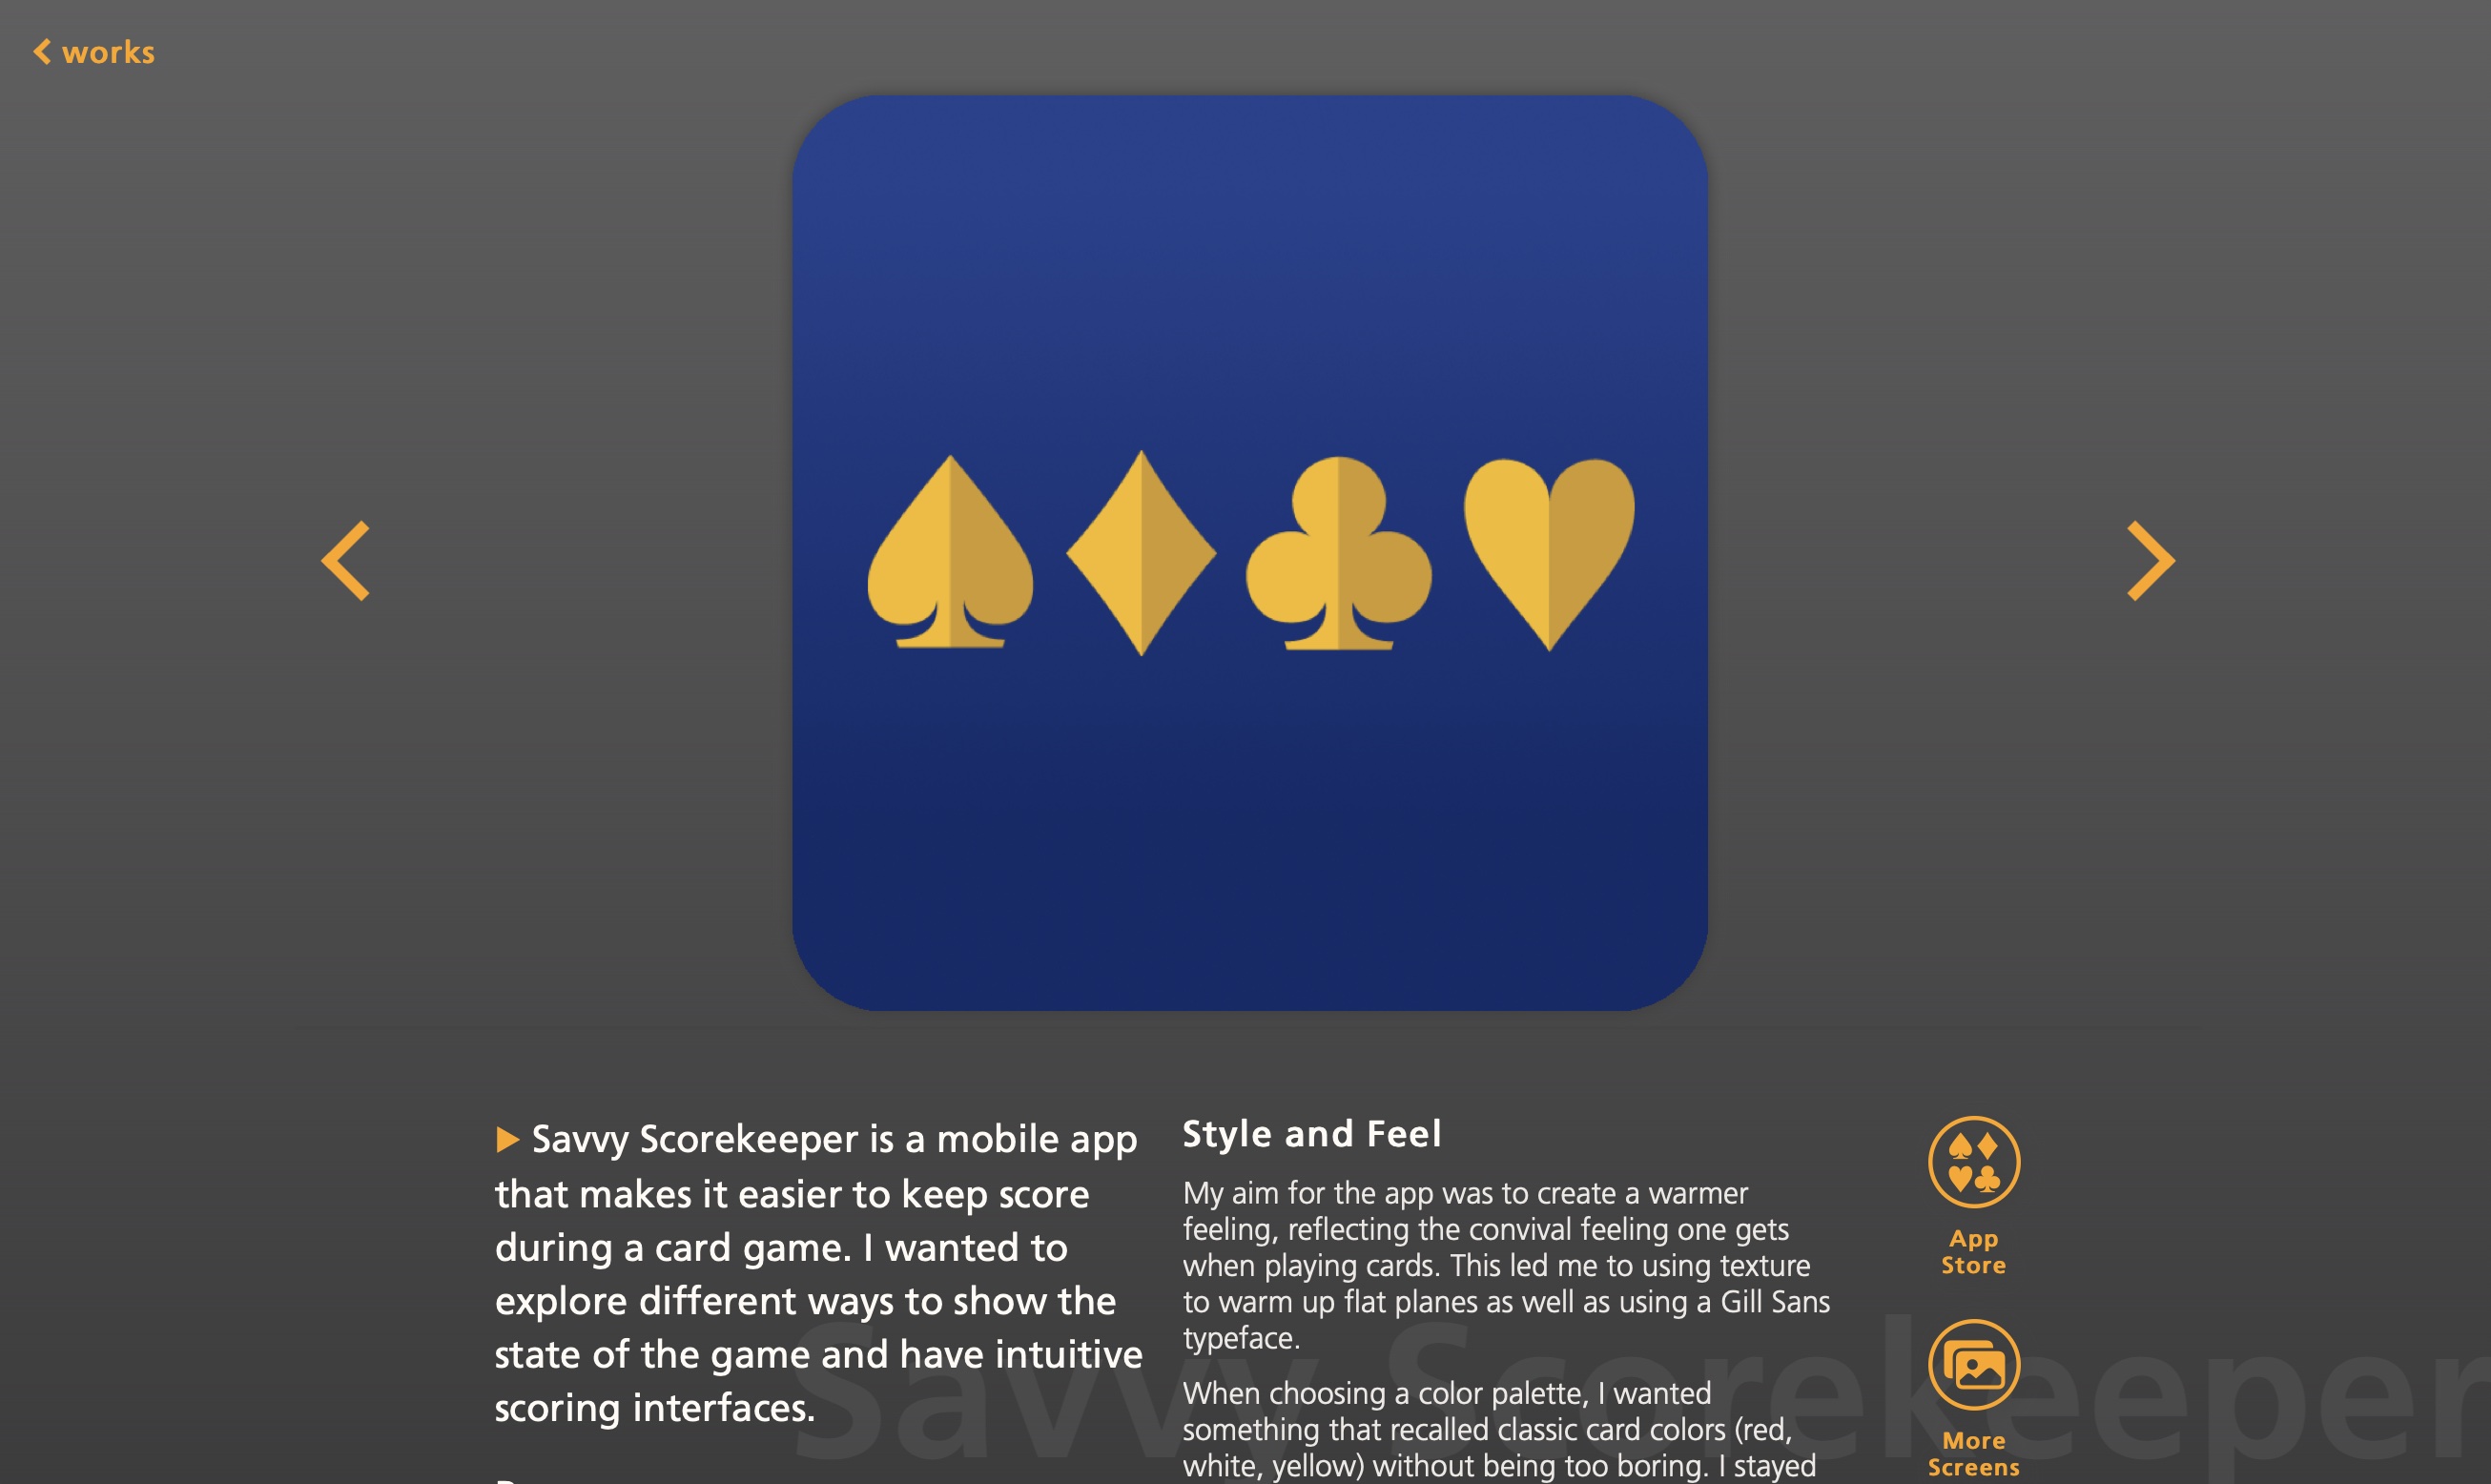 works
Savvy Scorekeeper is a mobile app
that makes it easier to keep score
during a card game. I wanted to
explore different ways to show the
state of the game and have intuitive
scoring interfaces.
Style and Feel
My aim for the app was to create a warmer
feeling, reflecting the convival feeling one gets
when playing cards. This led me to using texture
to warm up flat planes as well as using a Gill Sans
typeface.
When choosing a color palette, I wanted
something that recalled classic card colors (red,
white, yellow) without being too boring. I stayed
App
Store
More
Screens
Savvy Scorekeeper